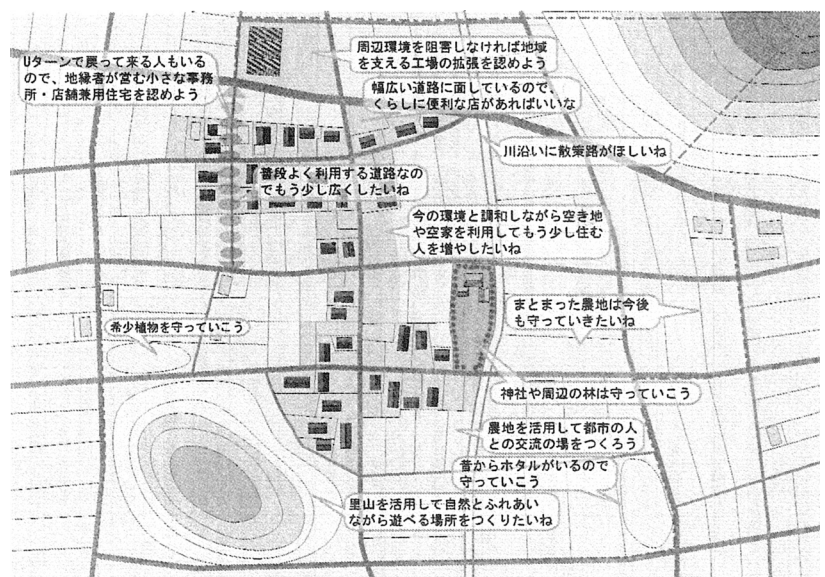 周辺環境を阻害しなければ地域
を支える工場の拡張を認めよう
Uターンで戻って来る人もいる
ので、地縁者が営む小さな事務
所・店舗兼用住宅を認めよう
幅広い道路に面しているので、
くらしに便利な店があればいいな
川沿いに散策路がほしいね
普段よく利用する道路なの
でもう少し広くしたいね
今の環境と調和しながら空き地
や空家を利用してもう少し住む
人を増やしたいね
まとまった農地は今後
も守っていきたいね
希少植物を守っていこう
神社や周辺の林は守っていこう
農地を活用して都市の人
との交流の場をつくろう
昔からホタルがいるので
守っていこう
里山を活用して自然とふれあい
ながら遊べる場所をつくりたいね